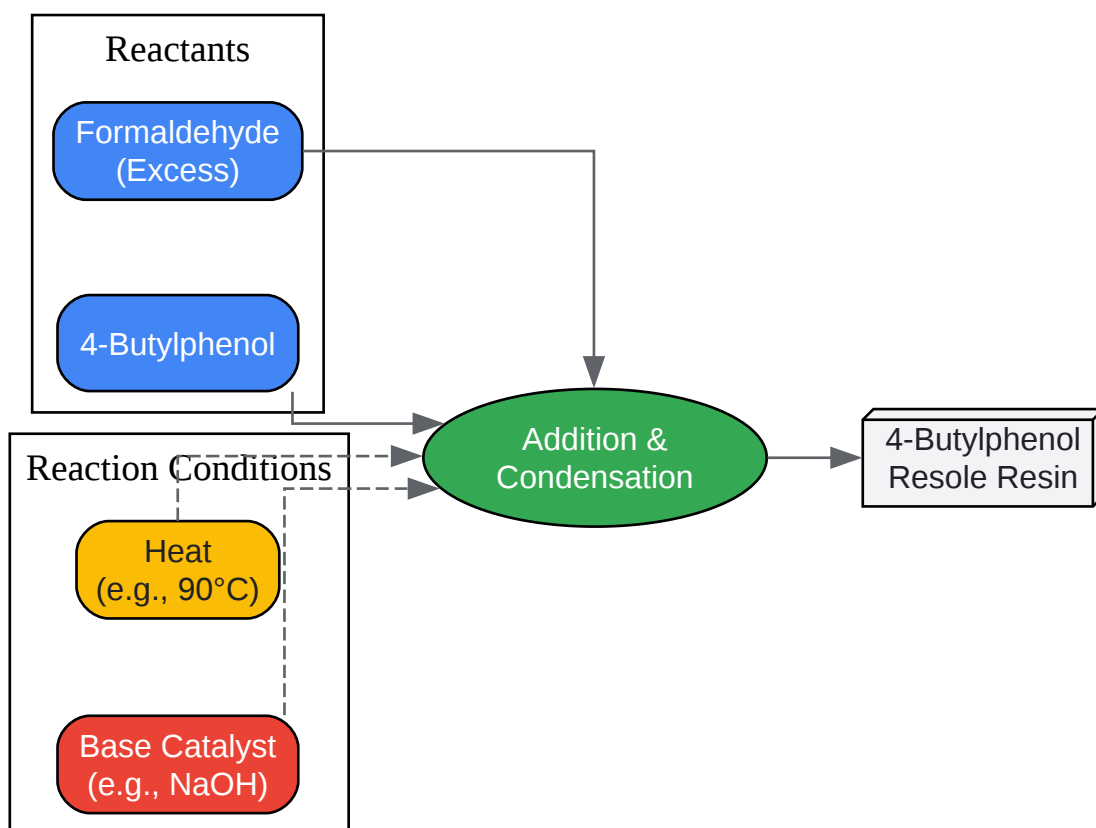 Reactants
Formaldehyde
(Excess)
4-Butylphenol
Addition &
Condensation
4-Butylphenol
Resole Resin
Reaction Conditions
Heat
(e.g., 90°C)
Base Catalyst
(e.g., NaOH)